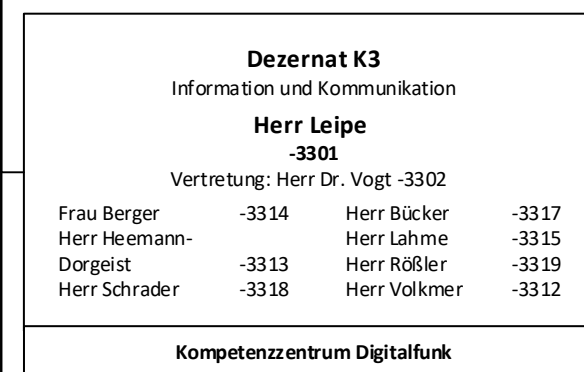 Dezernat K3
Information und Kommunikation
Herr Leipe
-3301
Vertretung: Herr Dr. Vogt -3302
Frau Berger -3314 Herr Bücker -3317
Herr Heemann- Herr Lahme -3315
Dorgeist -3313 Herr Rößler -3319
Herr Schrader -3318 Herr Volkmer -3312
Kompetenzzentrum Digitalfunk